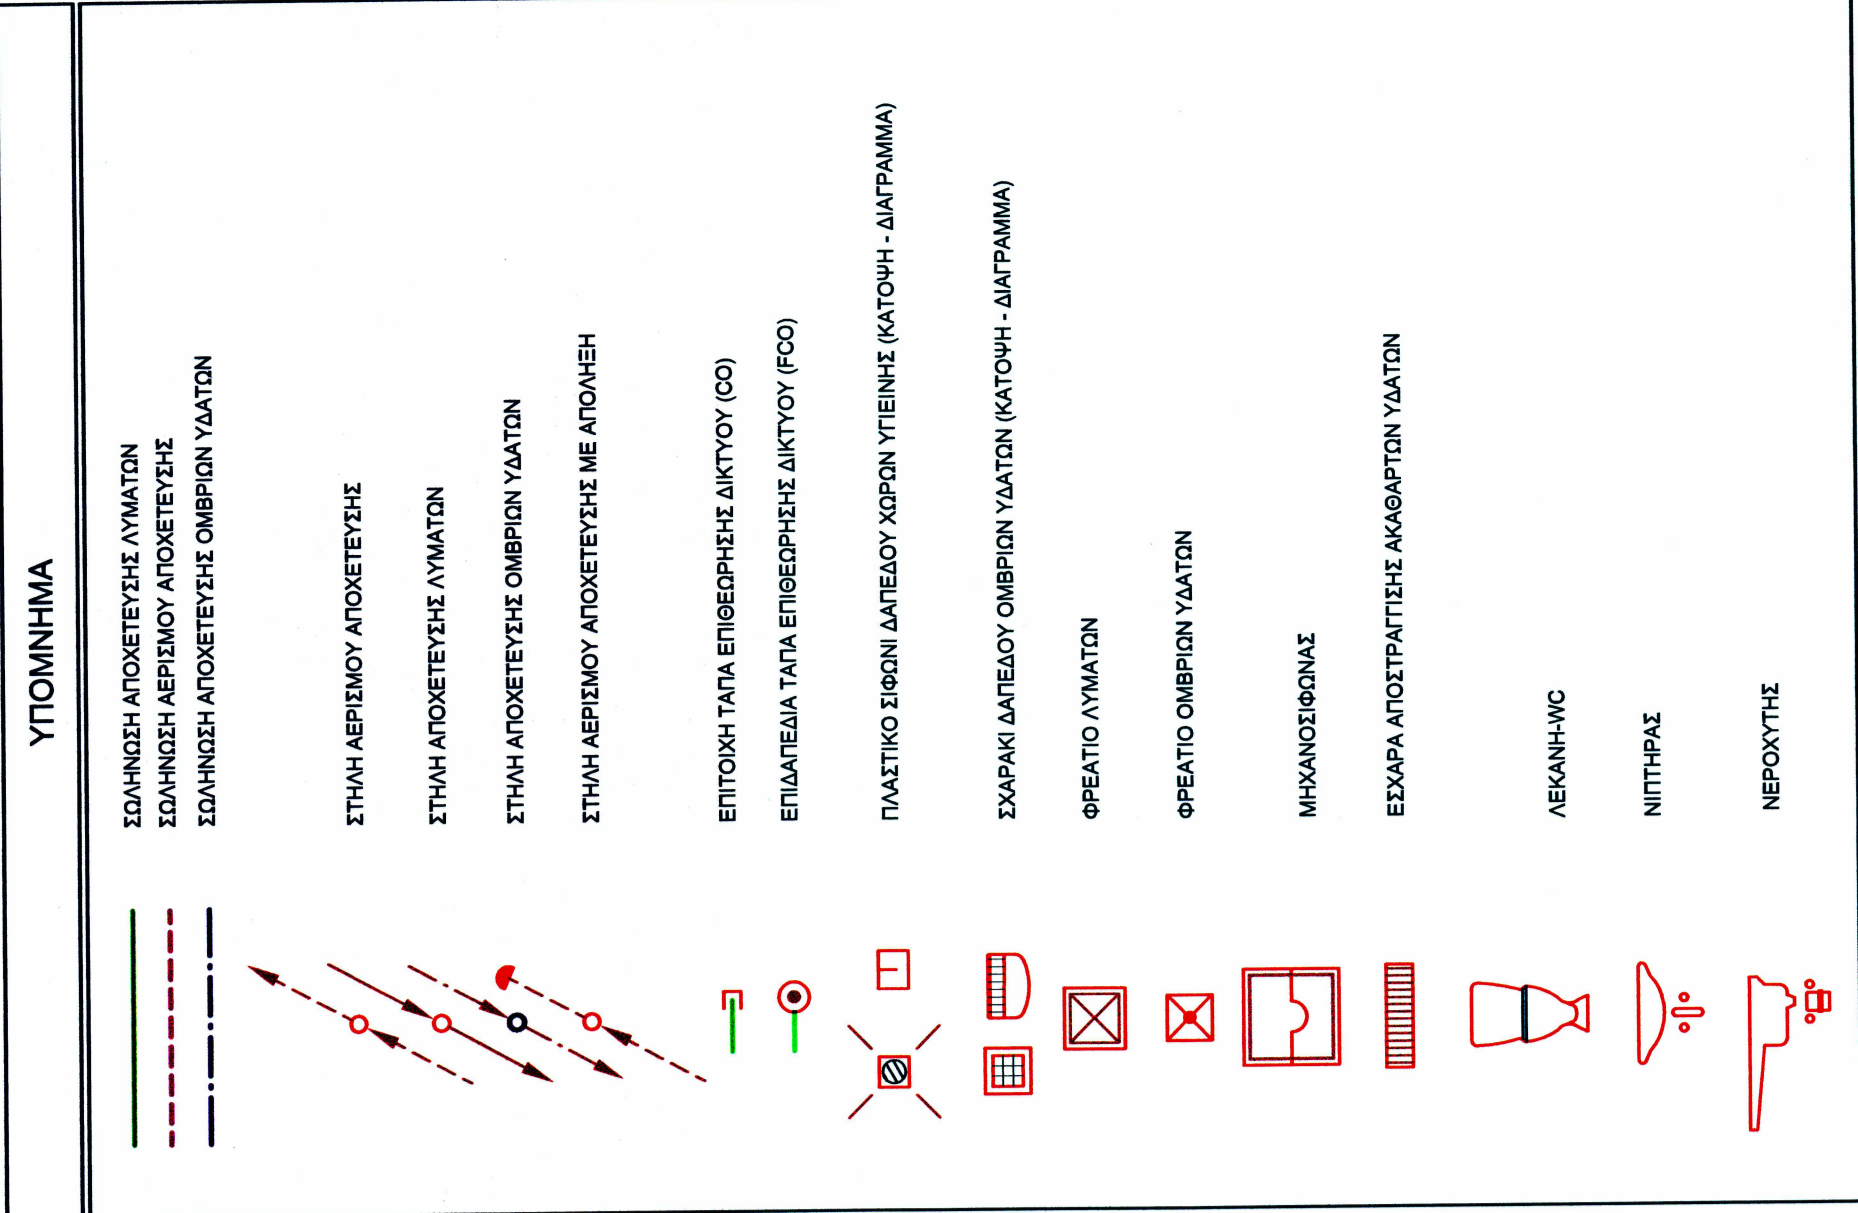 ΥΠΟΜΝΗΜΑ
ΣΩΛΗΝΩΣΗ ΑΠΟΧΕΤΕΥΣΗΣ ΛΥΜΑΤΩΝ
ΣΩΛΗΝΩΣΗ ΑΕΡΙΣΜΟΥ ΑΠΟΧΕΤΕΥΣΗΣ
ΣΩΛΗΝΩΣΗ ΑΠΟΧΕΤΕΥΣΗΣ ΟΜΒΡΙΩΝ ΥΔΑΤΩΝ
ΣΤΗΛΗ ΑΕΡΙΣΜΟΥ ΑΠΟΧΕΤΕΥΣΗΣ
ΣΤΗΛΗ ΑΠΟΧΕΤΕΥΣΗΣ ΛΥΜΑΤΩΝ
ΣΤΗΛΗ ΑΠΟΧΕΤΕΥΣΗΣ ΟΜΒΡΙΩΝ ΥΔΑΤΩΝ
ΣΤΗΛΗ ΑΕΡΙΣΜΟΥ ΑΠΟΧΕΤΕΥΣΗΣ ΜΕ ΑΠΟΛΗΞΗ
ΕΠΙΤΟΙΧΗ ΤΑΠΑ ΕΠΙΘΕΩΡΗΣΗΣ ΔΙΚΤΥΟΥ (CO)
ΕΠΙΔΑΠΕΔΙΑ ΤΑΠΑ ΕΠΙΘΕΩΡΗΣΗΣ ΔΙΚΤΥΟΥ (FCO)
ΠΛΑΣΤΙΚΟ ΣΙΦΩΝΙ ΔΑΠΕΔΟΥ ΧΩΡΩΝ ΥΓΙΕΙΝΗΣ (ΚΑΤΟΨΗ - ΔΙΑΓΡΑΜΜΑ)
ΣΧΑΡΑΚΙ ΔΑΠΕΔΟΥ ΟΜΒΡΙΩΝ ΥΔΑΤΩΝ (ΚΑΤΟΨΗ - ΔΙΑΓΡΑΜΜΑ)
ΦΡΕΑΤΙΟ ΛΥΜΑΤΩΝ
ΦΡΕΑΤΙΟ ΟΜΒΡΙΩΝ ΥΔΑΤΩΝ
ΜΗΧΑΝΟΣΙΦΩΝΑΣ
ΕΣΧΑΡΑ ΑΠΟΣΤΡΑΓΓΙΣΗΣ ΑΚΑΘΑΡΤΩΝ ΥΔΑΤΩΝ
ΛΕΚΑΝΗ-WC
ΝΙΠΤΗΡΑΣ
ΝΕΡΟΧΥΤΗΣ